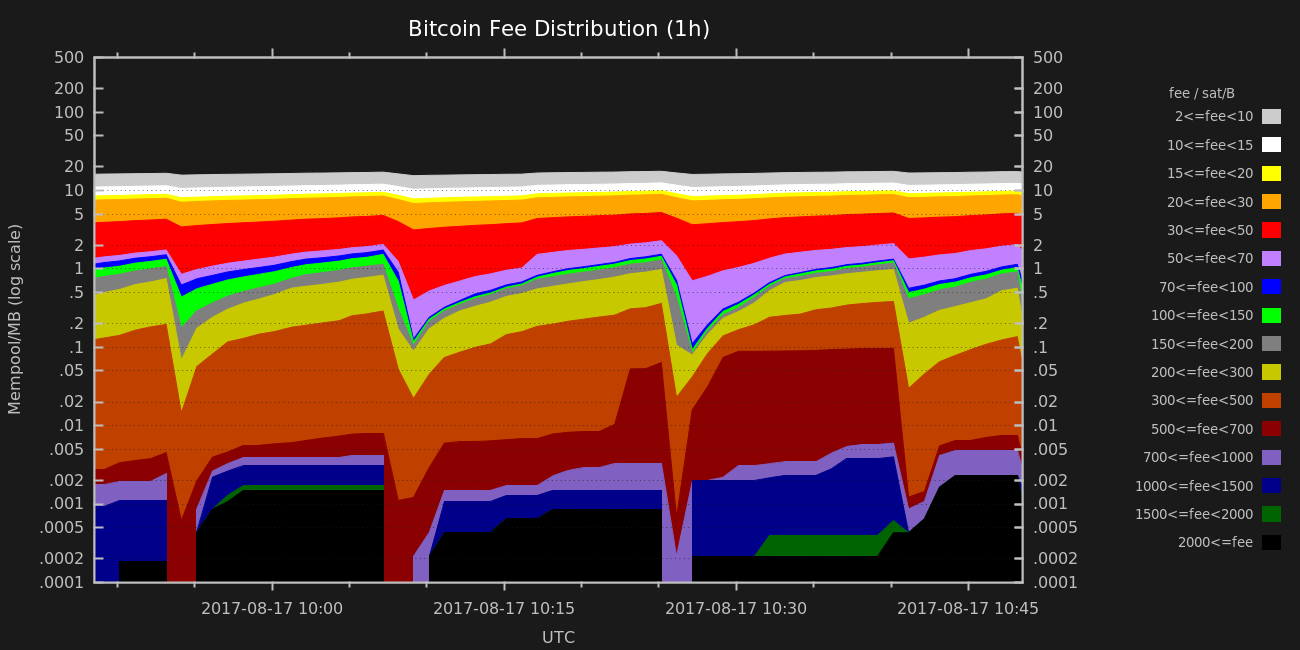 Bitcoin Fee Distribution (1h)
Mempool/MB (log scale)
500
200
100
50
20
10
5
2
1
.5
.2
.1
.05
.02
.01
.005
.002
.001
.0005
.0002
.0001
500
200
100
50
20
10
5
2
1
.5
.2
.1
.05
.02
.01
.005
.002
.001
.0005
.0002
.0001
fee / sat/B
2<=fee<10
10<=fee<15
15<=fee<20
20<=fee<30
30<=fee<50
50<=fee<70
70<=fee<100
100<=fee<150
150<=fee<200
200<=fee<300
300<=fee<500
500<=fee<700
700<=fee<1000
1000<=fee<1500
1500<=fee<2000
2000<=fee
2017-08-17 10:00 2017-08-17 10:15 2017-08-17 10:30 2017-08-17 10:45
UTC